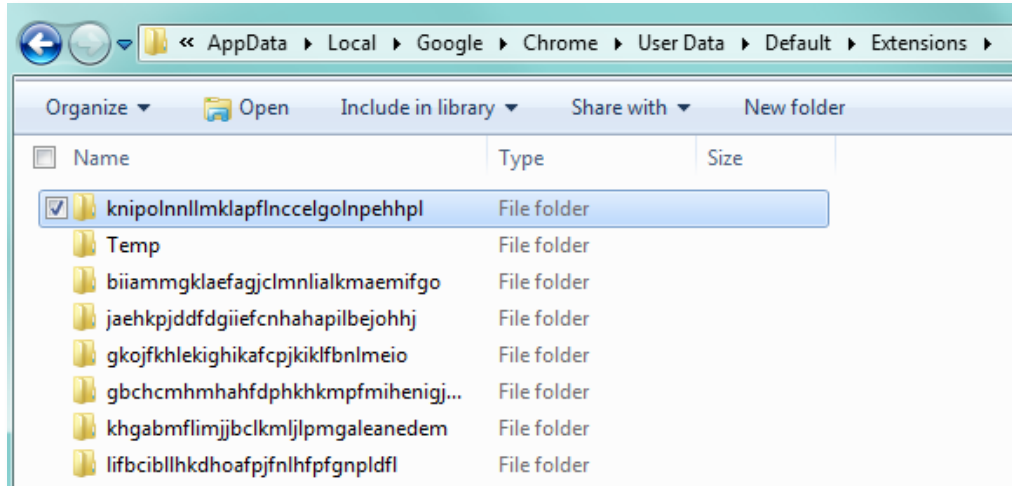 « AppData ▸ Local ▸ Google ▸ Chrome ▸ User Data ▸ Default ▸ Extensions ▸
Organize ▾ Open Include in library ▾ Share with ▾ New folder
Name Type Size
knipolnnllmklapflnccelgolnpehhpl File folder
Temp File folder
biiammgklaefagjclmnlialkmaemifgo File folder
jaehkpjddfdgiiefcnhahapilbejohhj File folder
gkojfkhlekighikafcpjkiklfbnlmeio File folder
gbchcmhmhahfdphkhkmpfmihenigj... File folder
khgabmflimjjbclkmljlpmgaleanedem File folder
lifbcibllhkdhoafpjfnlhfpfgnpldfl File folder